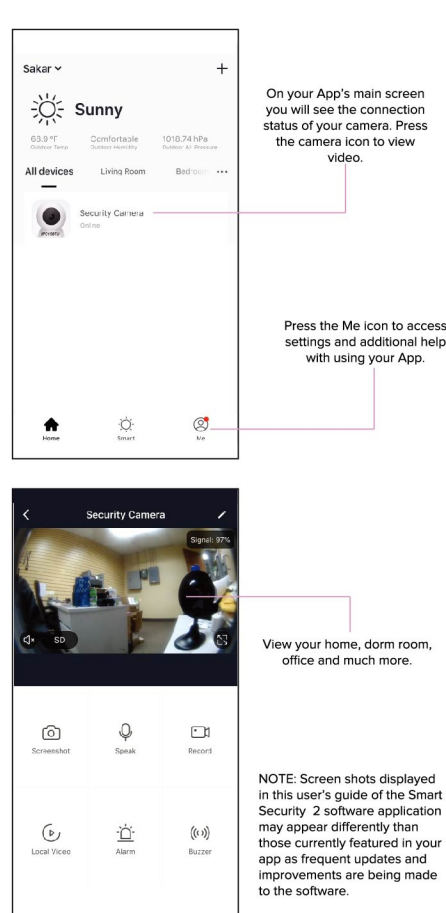 Sakar
+
Sunny
68.9 °F
Comfortable
1016.74 hPa
Outdoor Temp
Outdoor Humidity
Outdoor Air Pressure
All devices
Living Room
Bedroo
...
Security Camera
Online
Home
Smart
Me
On your App's main screen
you will see the connection
status of your camera. Press
the camera icon to view
video.
Press the Me icon to access
settings and additional help
with using your App.
Security Camera
Signal: 97%
SD
Screenshot
Speak
Record
Local Video
Alarm
Buzzer
View your home, dorm room,
office and much more.
NOTE: Screen shots displayed
in this user's guide of the Smart
Security 2 software application
may appear differently than
those currently featured in your
app as frequent updates and
improvements are being made
to the software.